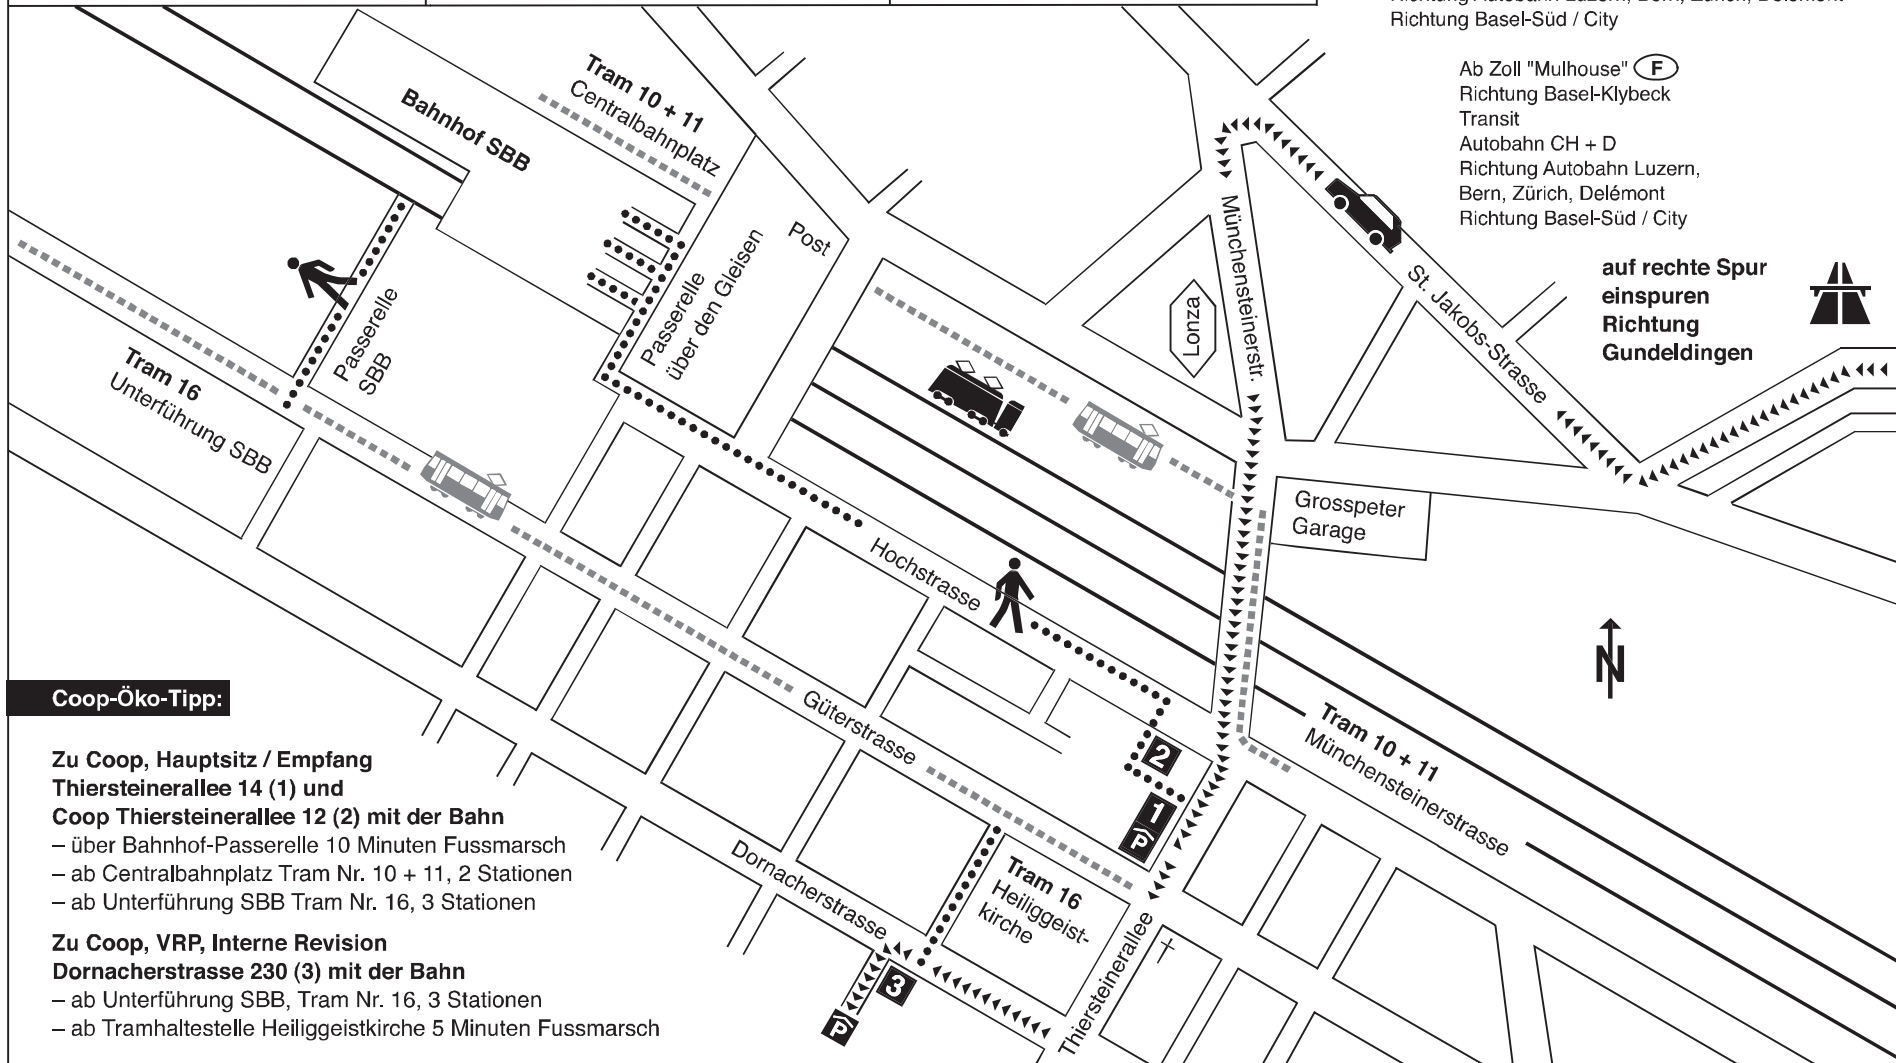 Richtung Autobahn Luzern, Bern, Zürich, Delémont
Richtung Basel-Süd / City
Ab Zoll "Mulhouse" F
Richtung Basel-Klybeck
Transit
Autobahn CH + D
Richtung Autobahn Luzern,
Bern, Zürich, Delémont
Richtung Basel-Süd / City
auf rechte Spur
einspuren
Richtung
Gundeldingen
Bahnhof SBB
Tram 10 + 11
Centralbahnplatz
Post
Passerelle
über den Gleisen
Passerelle
SBB
Tram 16
Unterführung SBB
Münchensteinerstr.
Lonza
St. Jakobs-Strasse
Grosspeter
Garage
Hochstrasse
Güterstrasse
N
Tram 10 + 11
Münchensteinerstrasse
2
1
P
Tram 16
Heiliggeist-
kirche
Dornacherstrasse
Thiersteinerallee
3
P
Coop-Öko-Tipp:
Zu Coop, Hauptsitz / Empfang
Thiersteinerallee 14 (1) und
Coop Thiersteinerallee 12 (2) mit der Bahn
– über Bahnhof-Passerelle 10 Minuten Fussmarsch
– ab Centralbahnplatz Tram Nr. 10 + 11, 2 Stationen
– ab Unterführung SBB Tram Nr. 16, 3 Stationen
Zu Coop, VRP, Interne Revision
Dornacherstrasse 230 (3) mit der Bahn
– ab Unterführung SBB, Tram Nr. 16, 3 Stationen
– ab Tramhaltestelle Heiliggeistkirche 5 Minuten Fussmarsch